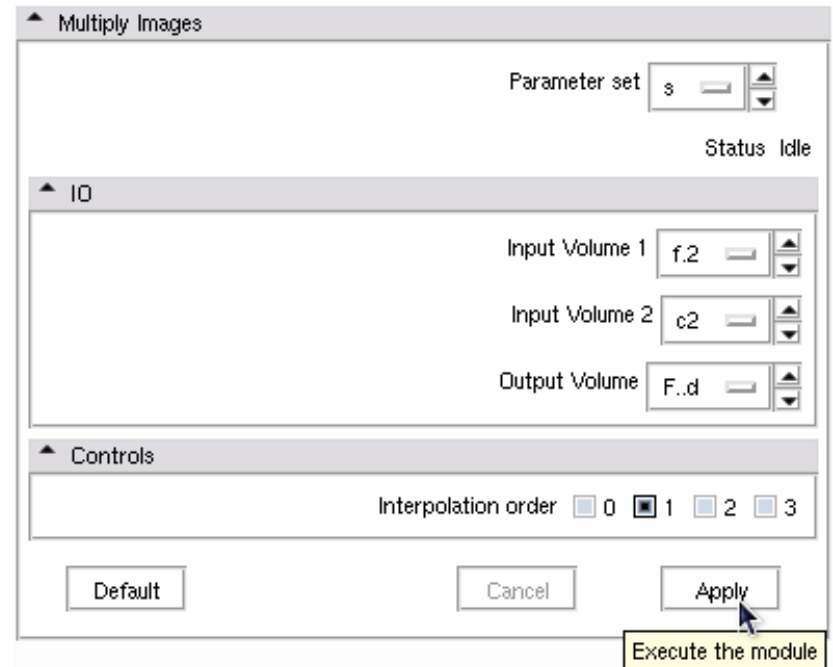 Multiply Images
Parameter set s
Status Idle
IO
Input Volume 1 f.2
Input Volume 2 c2
Output Volume F..d
Controls
Interpolation order 0 1 2 3
Default Cancel Apply
Execute the module